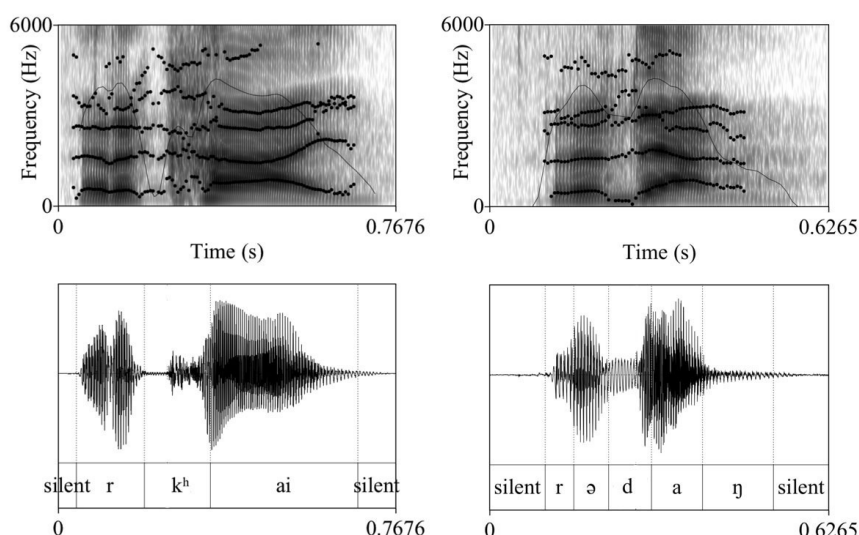 6000
Frequency (Hz)
0
0
0.7676
Time (s)
6000
Frequency (Hz)
0
0
0.6265
Time (s)
silent r kʰ ai silent
0
0.7676
silent r ə d a ŋ silent
0
0.6265